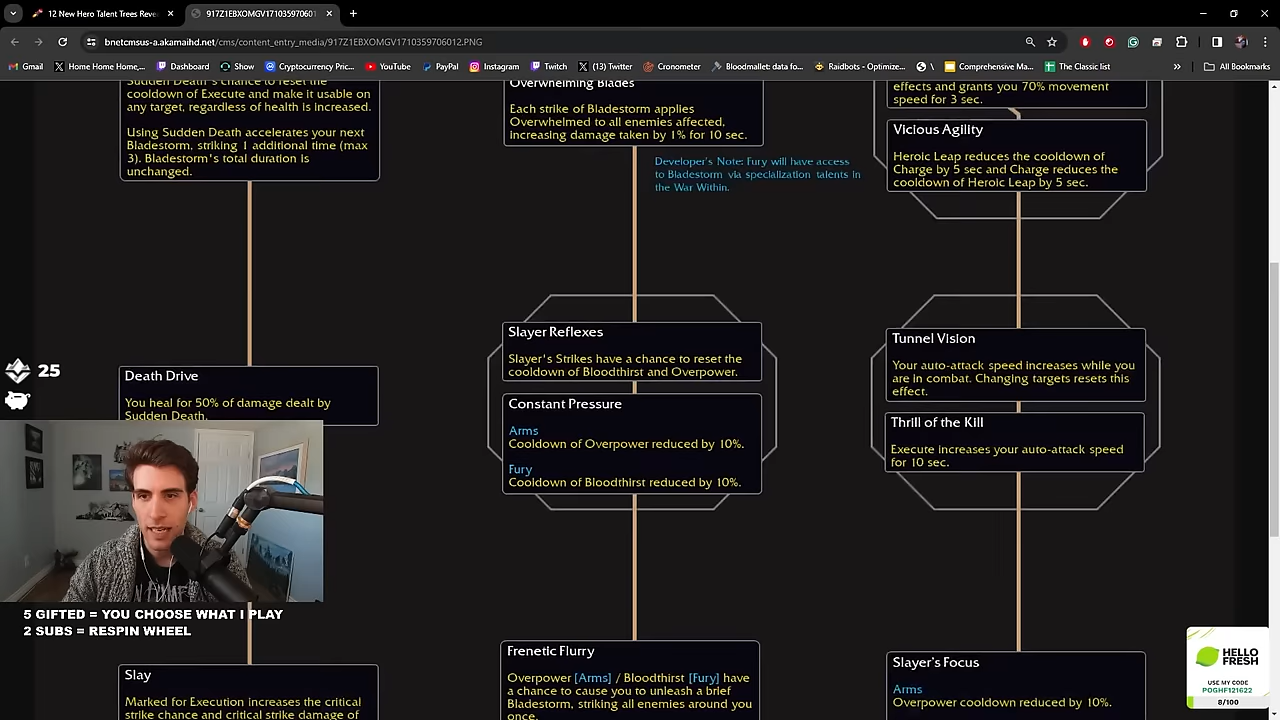 12 New Hero Talent Trees Reve
917Z1EBXOMGV1710359706012
bnetcmsus-a.akamaihd.net/cms/content_entry_media/917Z1EBXOMGV1710359706012.PNG
Gmail
Home Home Home,...
Dashboard
Show
Cryptocurrency Pric...
YouTube
PayPal
Instagram
Twitch
(13) Twitter
Cronometer
Bloodmallet: data fo...
Raidbots - Optimize...
\
Comprehensive Ma...
The Classic list
»
All Bookmarks
Sudden Death's chance to reset the
cooldown of Execute and make it usable on
any target, regardless of health is increased.
Using Sudden Death accelerates your next
Bladestorm, striking 1 additional time (max
3). Bladestorm's total duration is
unchanged.
Overwhelming Blades
Each strike of Bladestorm applies
Overwhelmed to all enemies affected,
increasing damage taken by 1% for 10 sec.
Developer's Note: Fury will have access
to Bladestorm via specialization talents in
the War Within.
effects and grants you 70% movement
speed for 3 sec.
Vicious Agility
Heroic Leap reduces the cooldown of
Charge by 5 sec and Charge reduces the
cooldown of Heroic Leap by 5 sec.
Slayer Reflexes
Slayer's Strikes have a chance to reset the
cooldown of Bloodthirst and Overpower.
Constant Pressure
Arms
Cooldown of Overpower reduced by 10%.
Fury
Cooldown of Bloodthirst reduced by 10%.
Tunnel Vision
Your auto-attack speed increases while you
are in combat. Changing targets resets this
effect.
Thrill of the Kill
Execute increases your auto-attack speed
for 10 sec.
25
Death Drive
You heal for 50% of damage dealt by
Sudden Death.
5 GIFTED = YOU CHOOSE WHAT I PLAY
2 SUBS = RESPIN WHEEL
Slay
Marked for Execution increases the critical
strike chance and critical strike damage of
Frenetic Flurry
Overpower [Arms] / Bloodthirst [Fury] have
a chance to cause you to unleash a brief
Bladestorm, striking all enemies around you
once.
Slayer's Focus
Arms
Overpower cooldown reduced by 10%.
HELLO
FRESH
USE MY CODE
POGHF121622
8/100